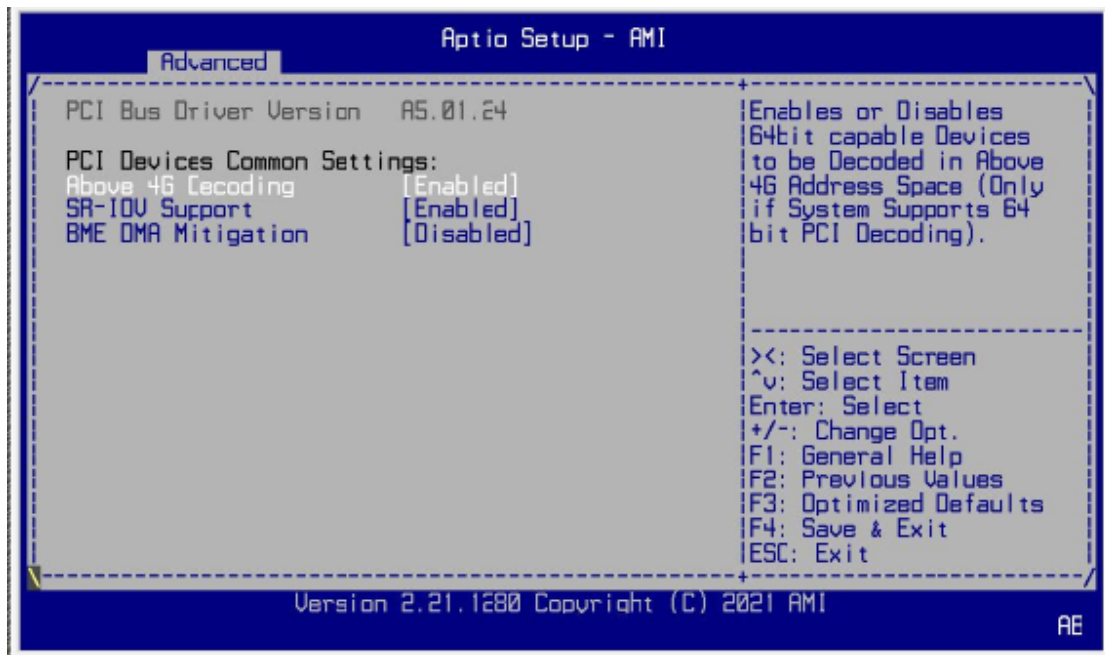 Aptio Setup - AMI
Advanced
PCI Bus Driver Version A5.01.24
PCI Devices Common Settings:
Above 4G Decoding [Enabled]
SR-IOV Support [Enabled]
BME DMA Mitigation [Disabled]
Enables or Disables
64bit capable Devices
to be Decoded in Above
4G Address Space (Only
if System Supports 64
bit PCI Decoding).
><: Select Screen
^v: Select Item
Enter: Select
+/-: Change Opt.
F1: General Help
F2: Previous Values
F3: Optimized Defaults
F4: Save & Exit
ESC: Exit
Version 2.21.1280 Copyright (C) 2021 AMI
AE